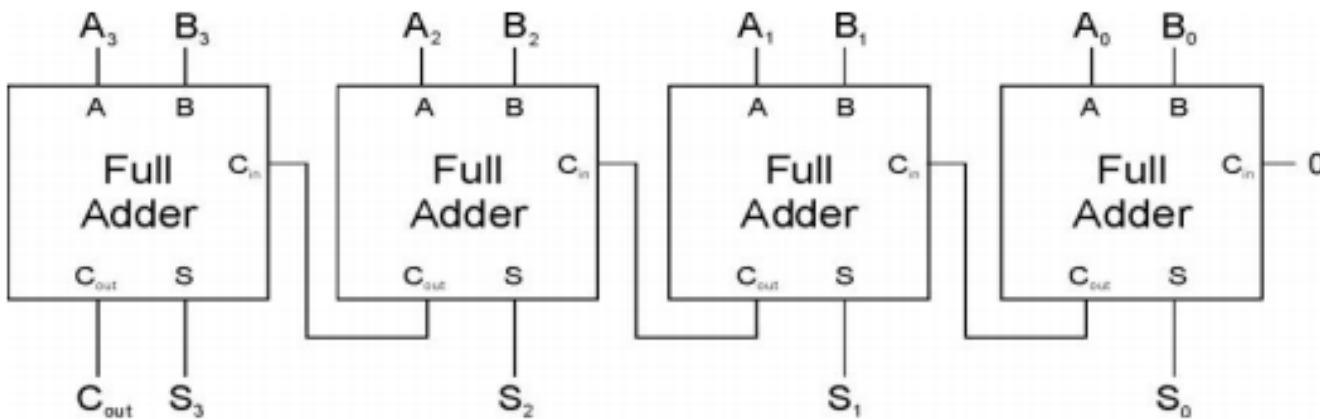 A₃ B₃ A₂ B₂ A₁ B₁ A₀ B₀
A B A B A B A B
Full Cin Full Cin Full Cin Full Cin 0
Adder Adder Adder Adder
Cout S Cout S Cout S Cout S
Cout S₃ S₂ S₁ S₀